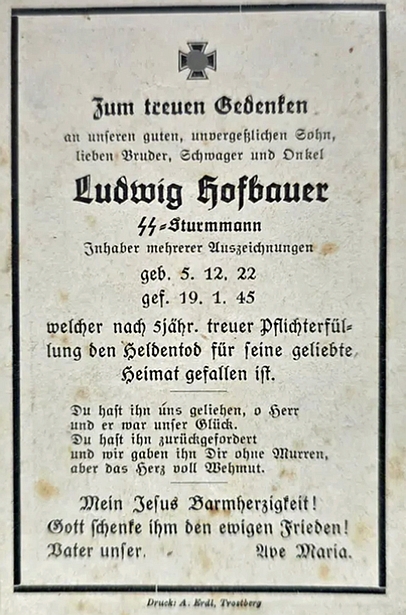 Zum treuen Gedenken
an unseren guten, unvergeßlichen Sohn,
lieben Bruder, Schwager und Onkel
Ludwig Hofbauer
SS-Sturmmann
Inhaber mehrerer Auszeichnungen
geb. 5. 12. 22
gef. 19. 1. 45
welcher nach 5jähr. treuer Pflichterfül-
lung den Heldentod für seine geliebte
Heimat gefallen ist.
Du hast ihn uns geliehen, o Herr
und er war unser Glück.
Du hast ihn zurückgefordert
und wir gaben ihn Dir ohne Murren,
aber das Herz voll Wehmut.
Mein Jesus Barmherzigkeit!
Gott schenke ihm den ewigen Frieden!
Vater unser. Ave Maria.
Druck: A. Erdl, Trostberg